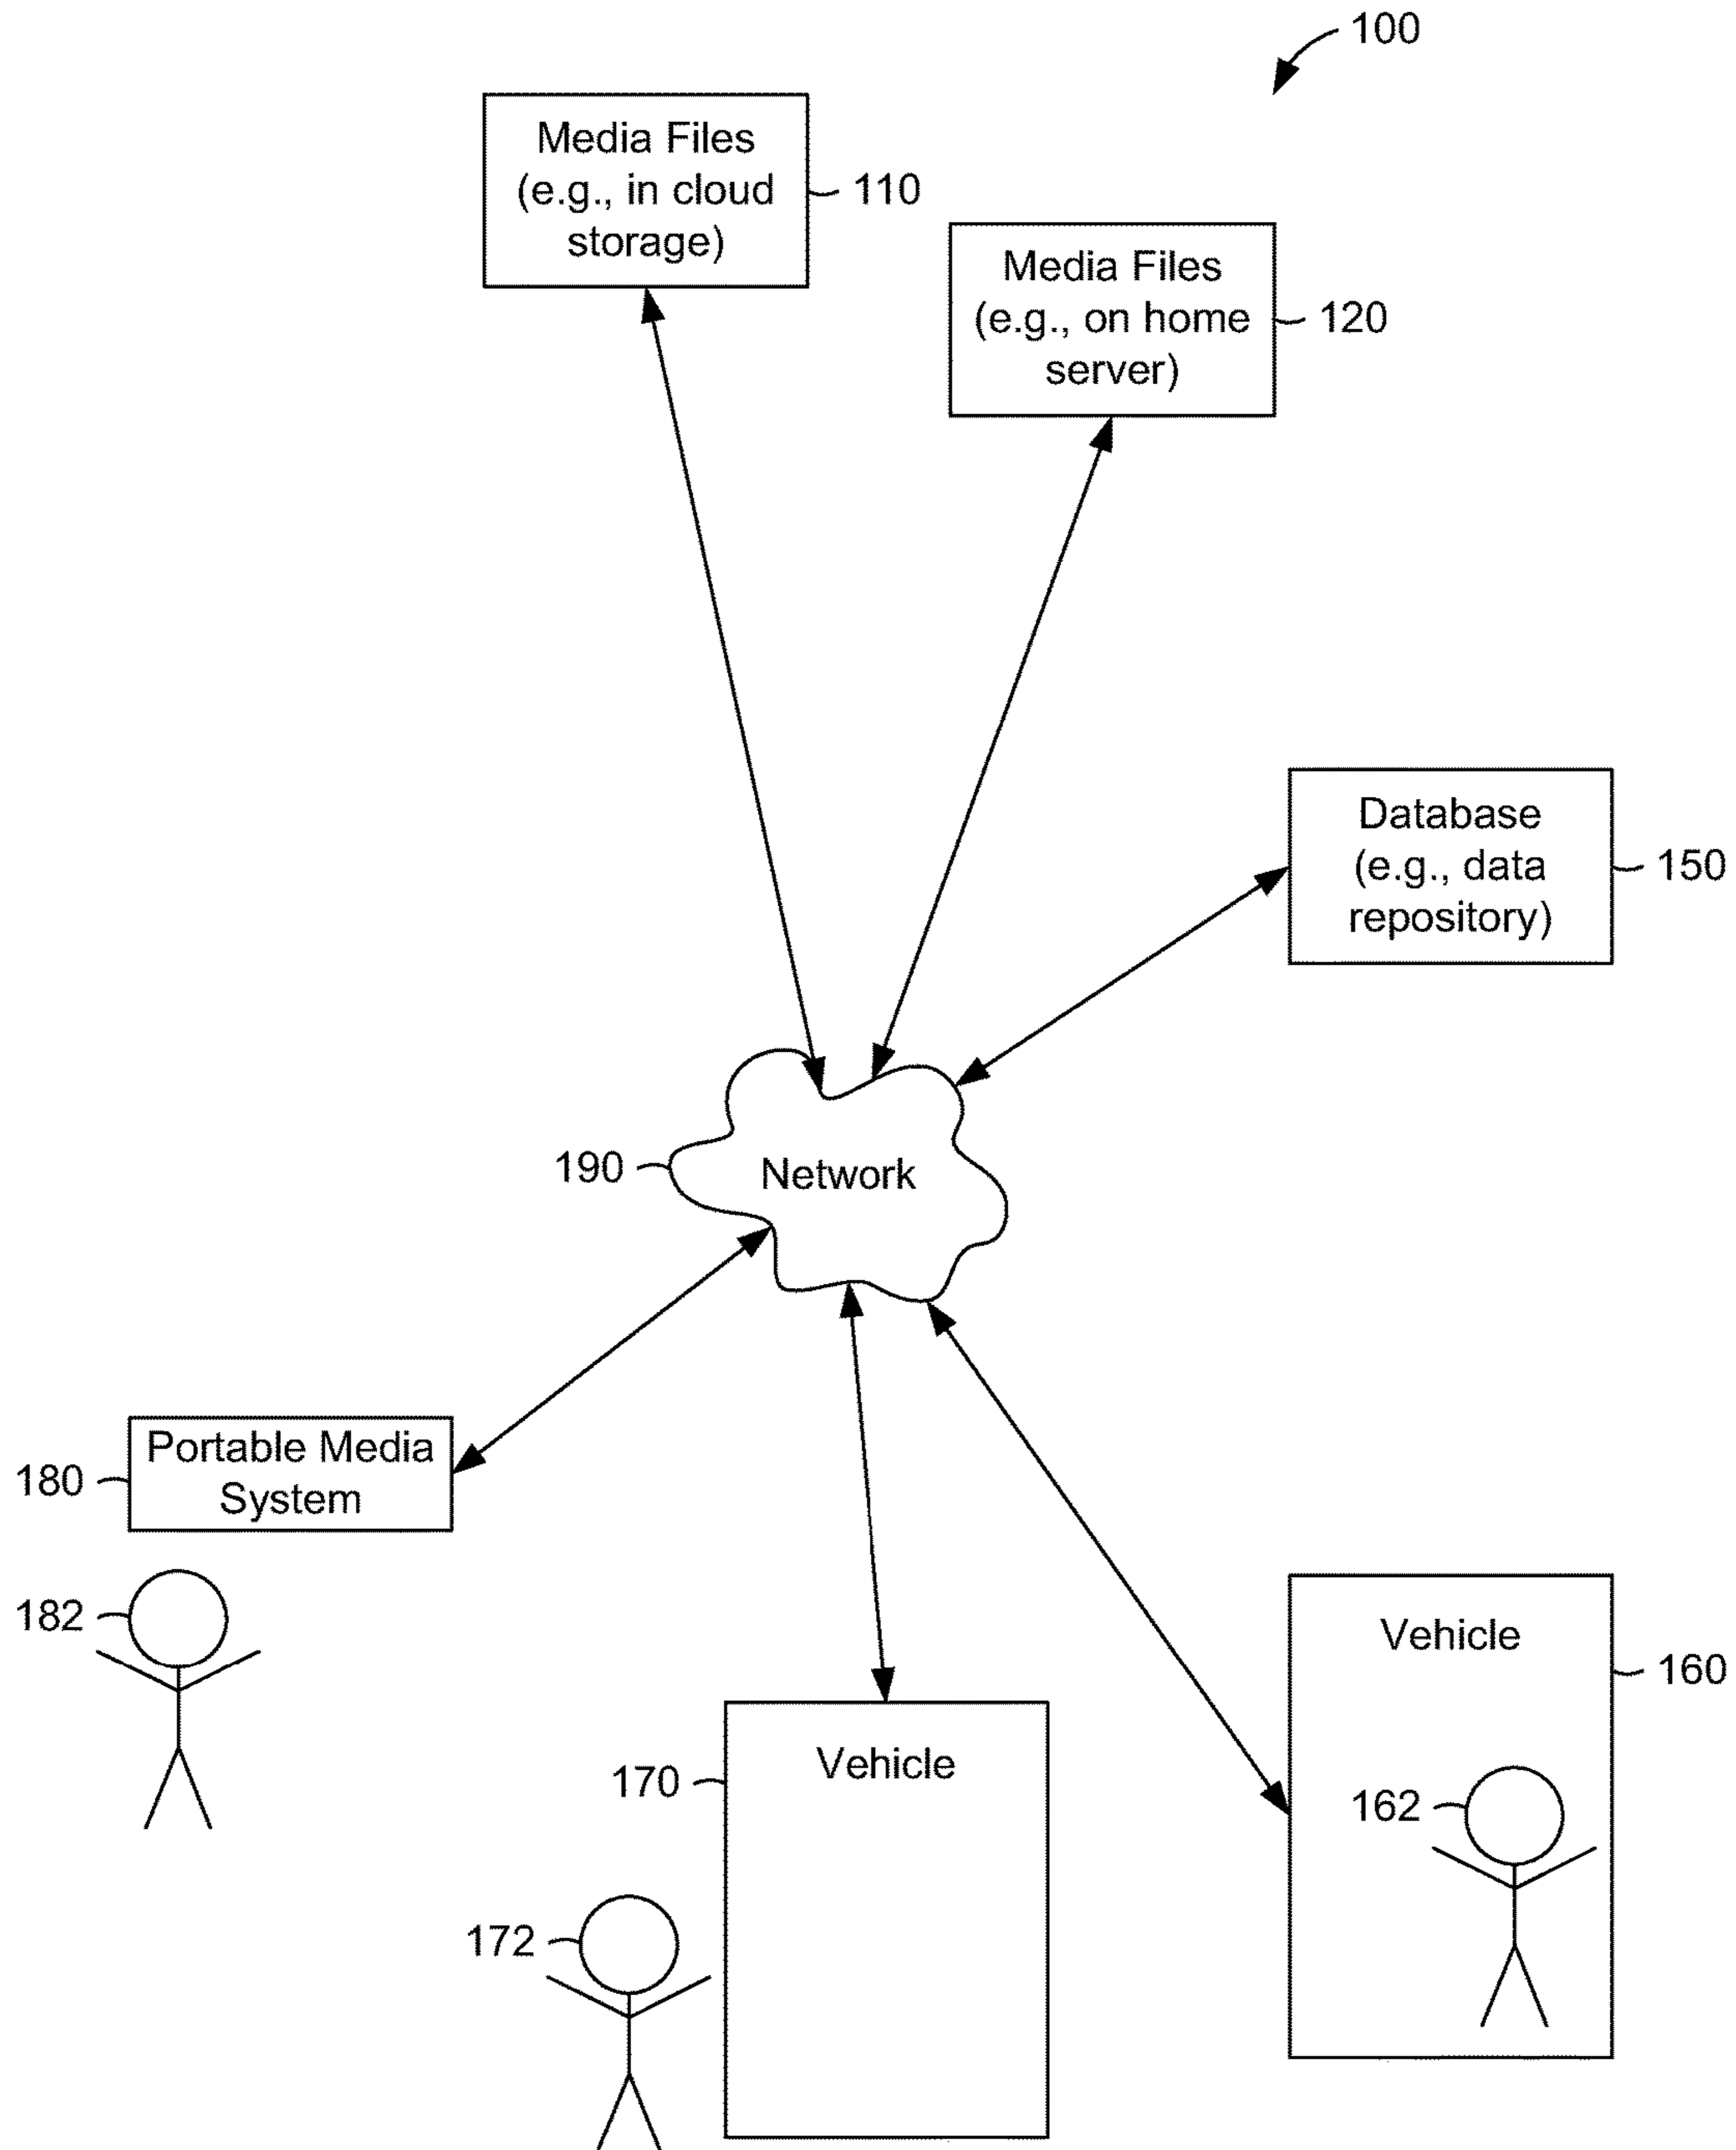 100
Media Files
(e.g., in cloud
storage)
110
Media Files
(e.g., on home
server)
120
Database
(e.g., data
repository)
150
190
Network
Portable Media
System
180
182
Vehicle
160
162
Vehicle
170
172